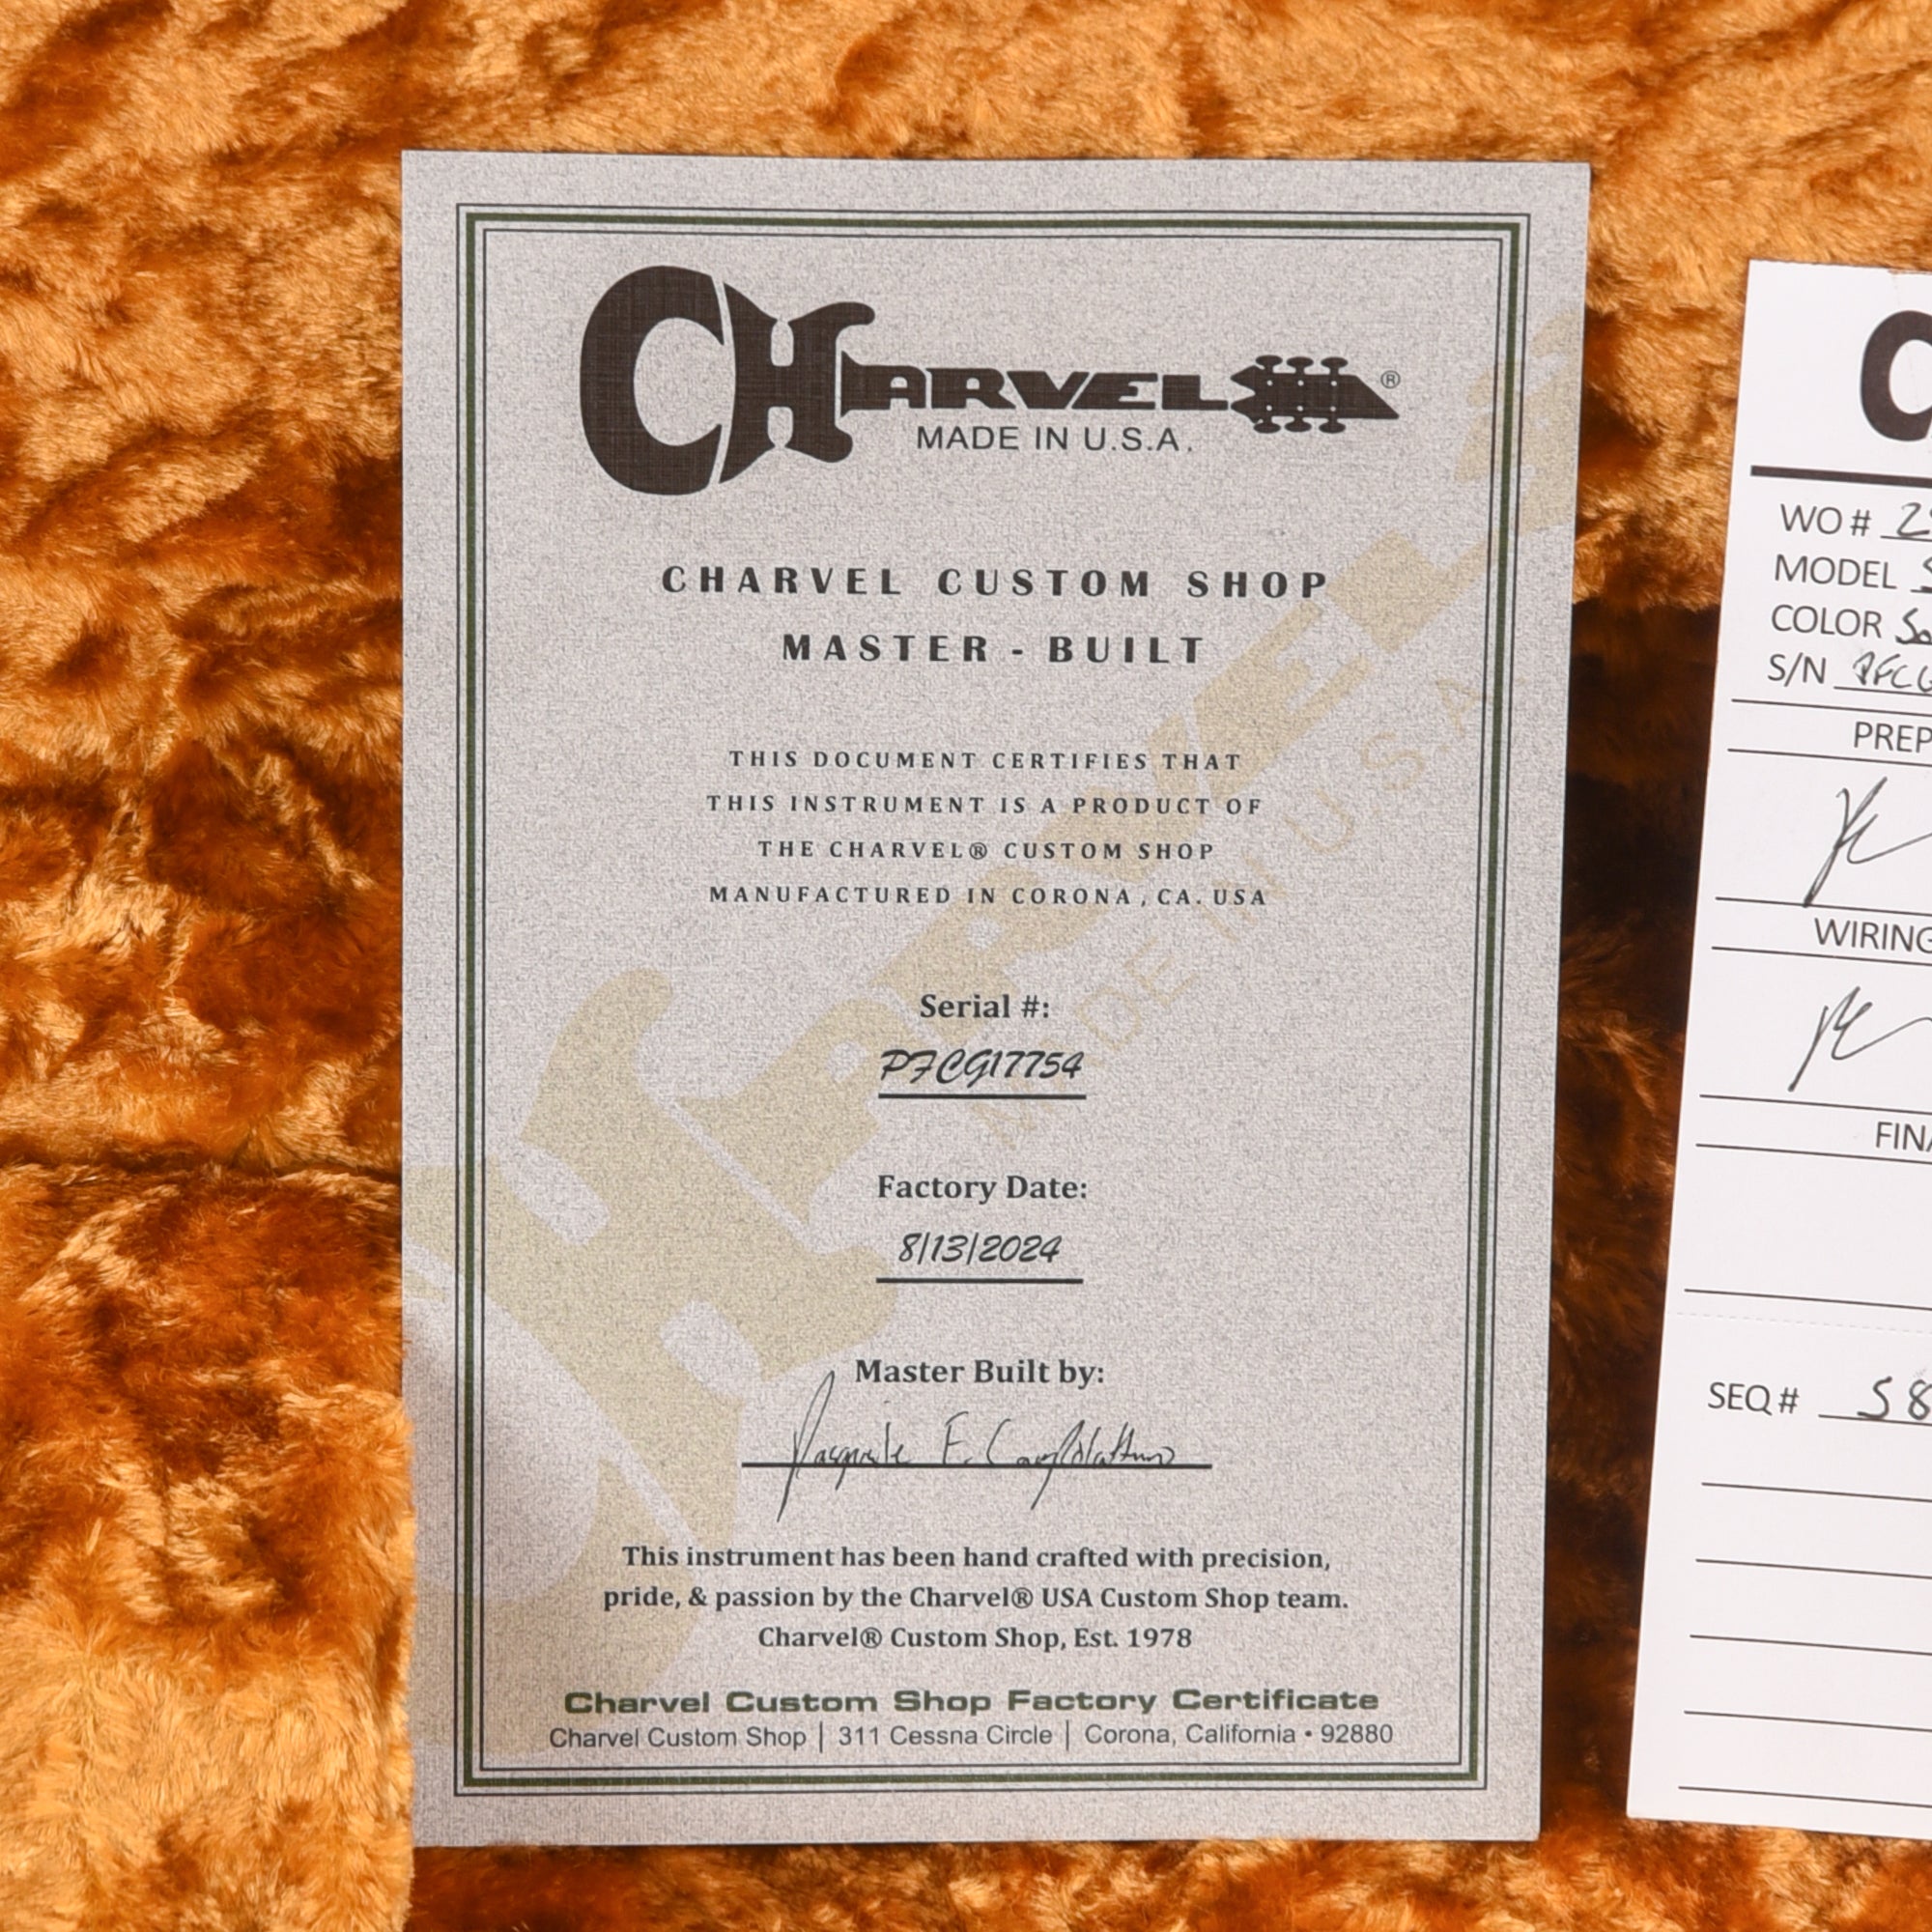 CHARVEL®
MADE IN U.S.A.
CHARVEL CUSTOM SHOP
MASTER - BUILT
THIS DOCUMENT CERTIFIES THAT
THIS INSTRUMENT IS A PRODUCT OF
THE CHARVEL® CUSTOM SHOP
MANUFACTURED IN CORONA, CA. USA
Serial #:
PFCG17754
Factory Date:
8/13/2024
Master Built by:
This instrument has been hand crafted with precision,
pride, & passion by the Charvel® USA Custom Shop team.
Charvel® Custom Shop, Est. 1978
Charvel Custom Shop Factory Certificate
Charvel Custom Shop | 311 Cessna Circle | Corona, California • 92880
WO #
MODEL
COLOR
S/N
PREP
WIRING
SEQ # 58